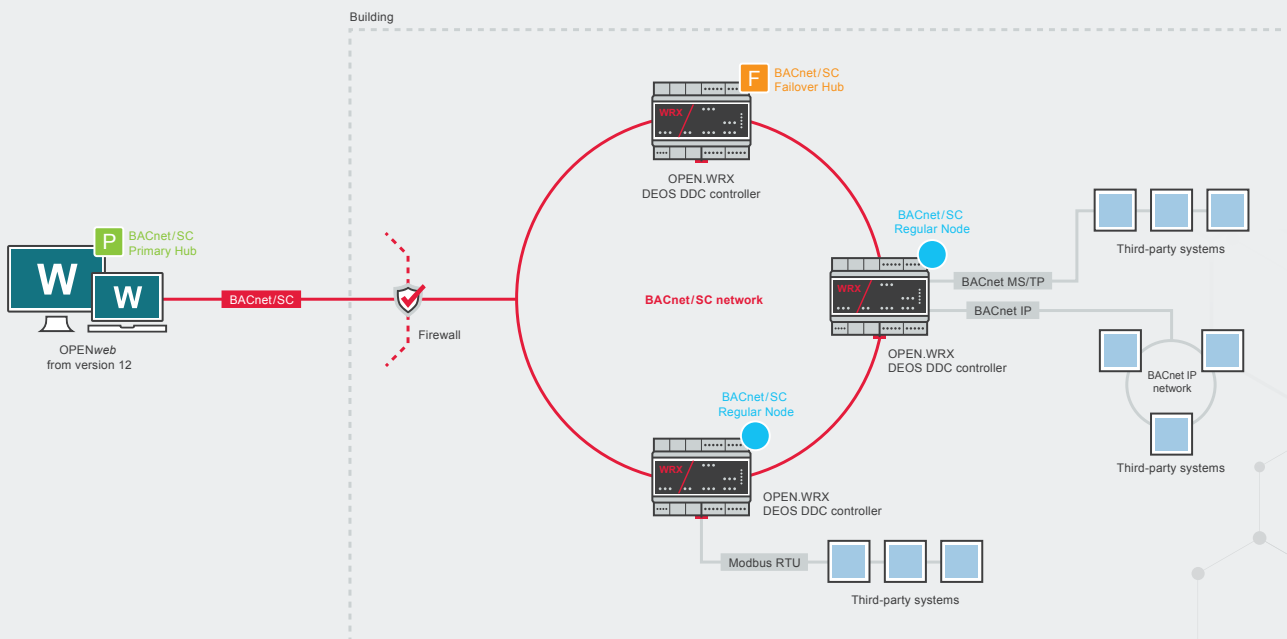 Building
F
BACnet/SC
Failover Hub
WRX
OPEN.WRX
DEOS DDC controller
P
BACnet/SC
Primary Hub
W
W
OPENweb
from version 12
BACnet/SC
Firewall
BACnet/SC network
BACnet/SC
Regular Node
WRX
OPEN.WRX
DEOS DDC controller
BACnet MS/TP
Third-party systems
BACnet IP
BACnet IP
network
Third-party systems
BACnet/SC
Regular Node
WRX
OPEN.WRX
DEOS DDC controller
Modbus RTU
Third-party systems